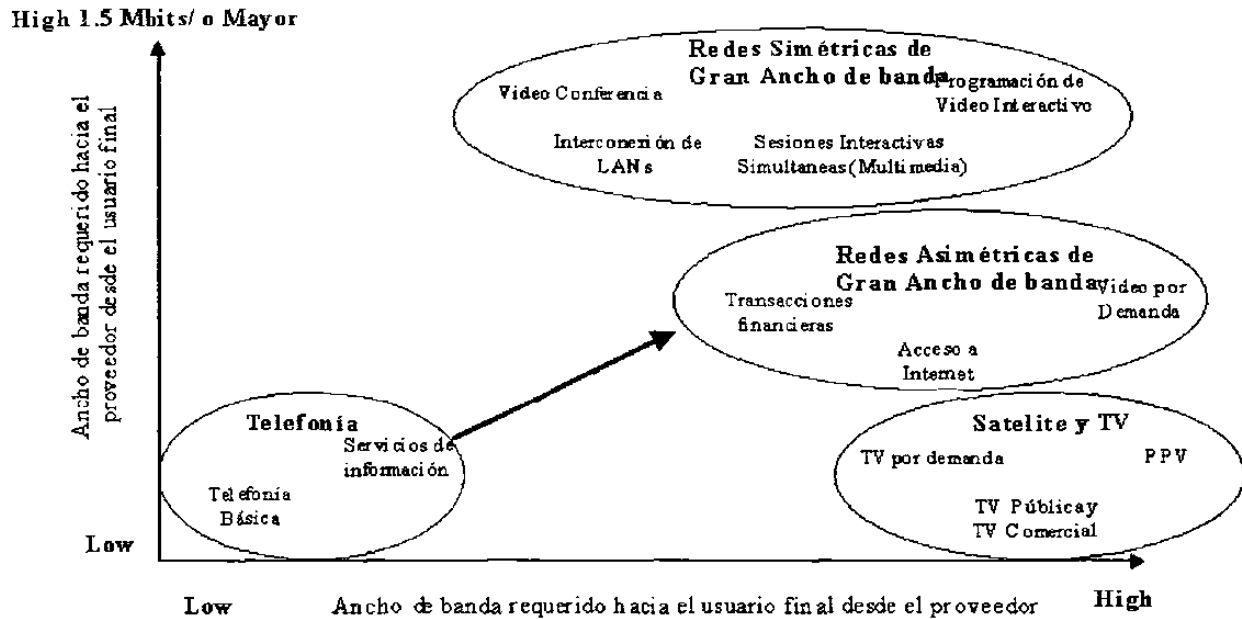 High 1.5 Mbits/ o Mayor
Ancho de banda requerido hacia el
proveedor desde el usuario final
Redes Simétricas de
Gran Ancho de banda
Video Conferencia
Programación de
Video Interactivo
Interconexión de
LANs
Sesiones Interactivas
Simultaneas(Multimedia)
Redes Asimétricas de
Gran Ancho de banda
Transacciones
financieras
Video por
Demanda
Acceso a
Internet
Telefonía
Servicios de
información
Telefonía
Básica
Satelite y TV
TV por demanda
PPV
TV Públicay
TV Comercial
Low
Low
Ancho de banda requerido hacia el usuario final desde el proveedor
High